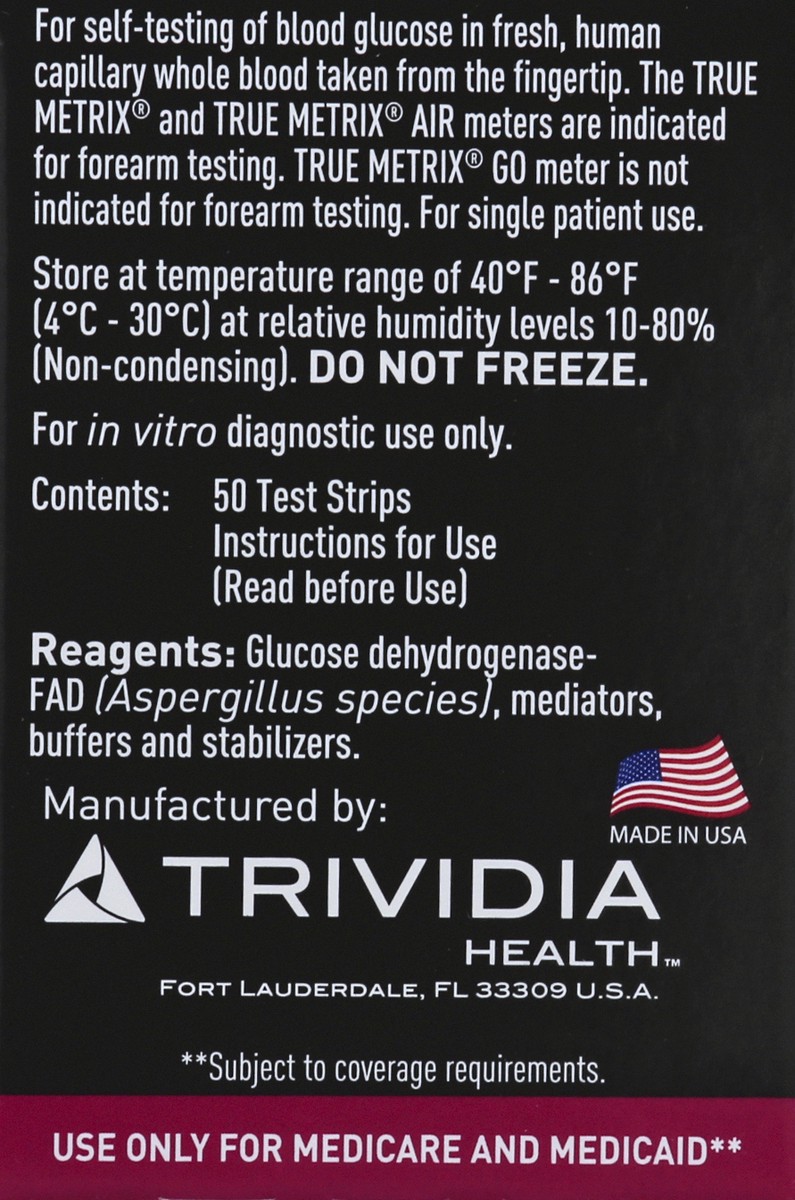 For self-testing of blood glucose in fresh, human
capillary whole blood taken from the fingertip. The TRUE
METRIX® and TRUE METRIX® AIR meters are indicated
for forearm testing. TRUE METRIX® GO meter is not
indicated for forearm testing. For single patient use.
Store at temperature range of 40°F - 86°F
(4°C - 30°C) at relative humidity levels 10-80%
(Non-condensing). DO NOT FREEZE.
For in vitro diagnostic use only.
Contents: 50 Test Strips
Instructions for Use
(Read before Use)
Reagents: Glucose dehydrogenase-
FAD (Aspergillus species), mediators,
buffers and stabilizers.
Manufactured by:
MADE IN USA
TRIVIDIA
HEALTH™
FORT LAUDERDALE, FL 33309 U.S.A.
**Subject to coverage requirements.
USE ONLY FOR MEDICARE AND MEDICAID**